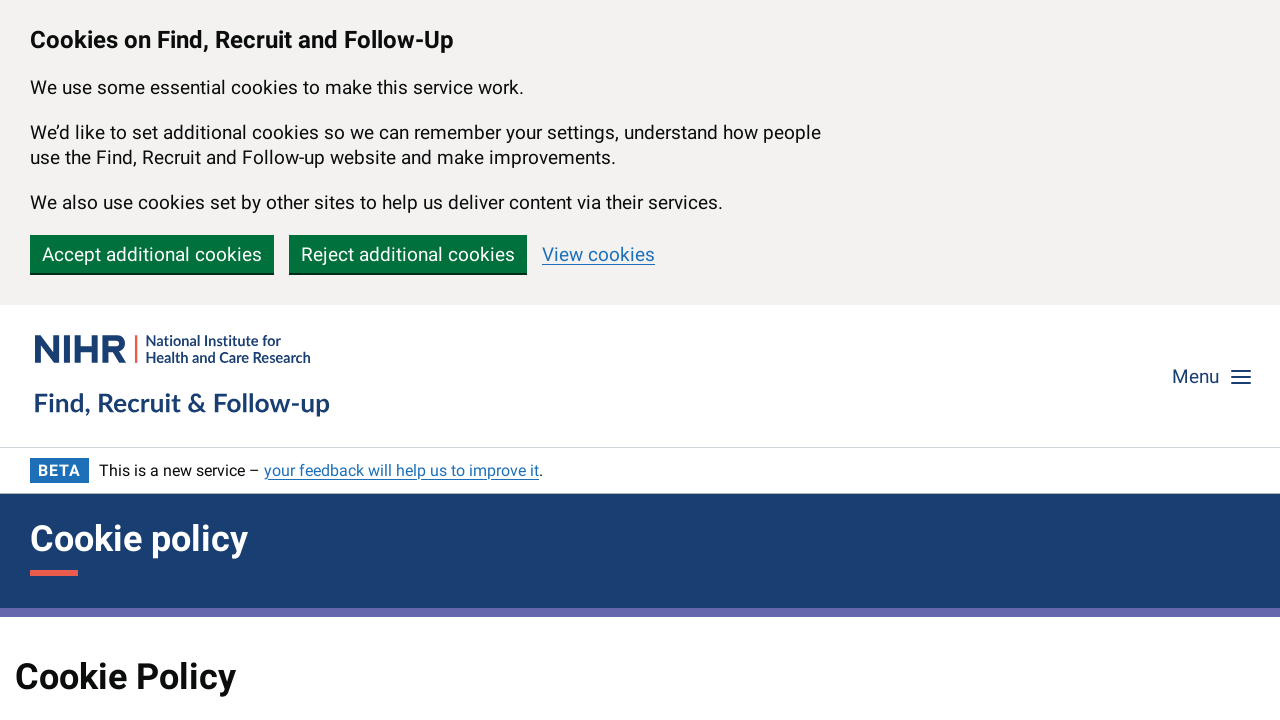 Cookies on Find, Recruit and Follow-Up
We use some essential cookies to make this service work.
We’d like to set additional cookies so we can remember your settings, understand how people
use the Find, Recruit and Follow-up website and make improvements.
We also use cookies set by other sites to help us deliver content via their services.
Accept additional cookies Reject additional cookies View cookies
NIHR National Institute for
Health and Care Research
Find, Recruit & Follow-up
Menu
BETA This is a new service – your feedback will help us to improve it.
Cookie policy
Cookie Policy